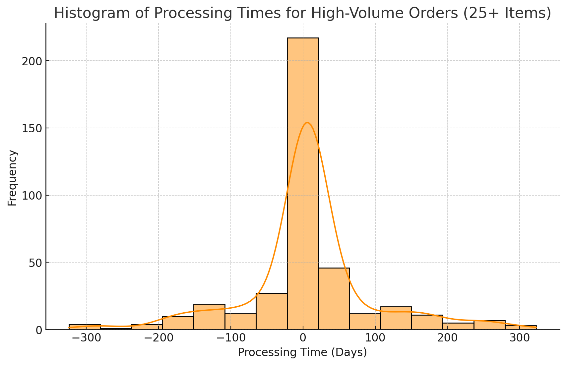 Histogram of Processing Times for High-Volume Orders (25+ Items)
Frequency
200
150
100
50
0
−300 −200 −100 0 100 200 300
Processing Time (Days)